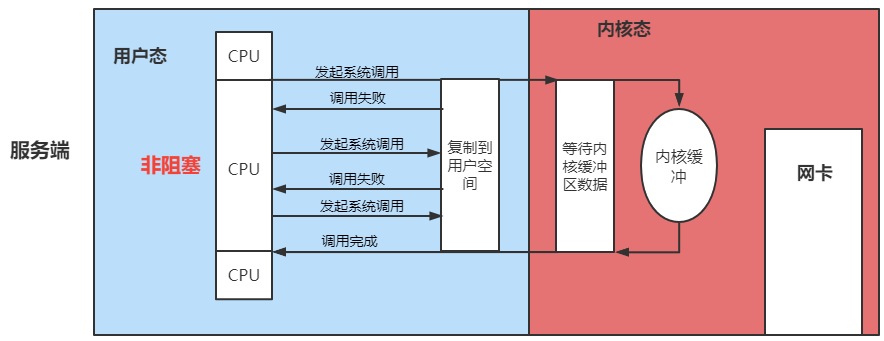 内核态
用户态
CPU
发起系统调用
调用失败
服务端
非阻塞
CPU
发起系统调用
复制到
用户空
间
等待内
核缓冲
区数据
内核缓
冲
网卡
调用失败
发起系统调用
调用完成
CPU